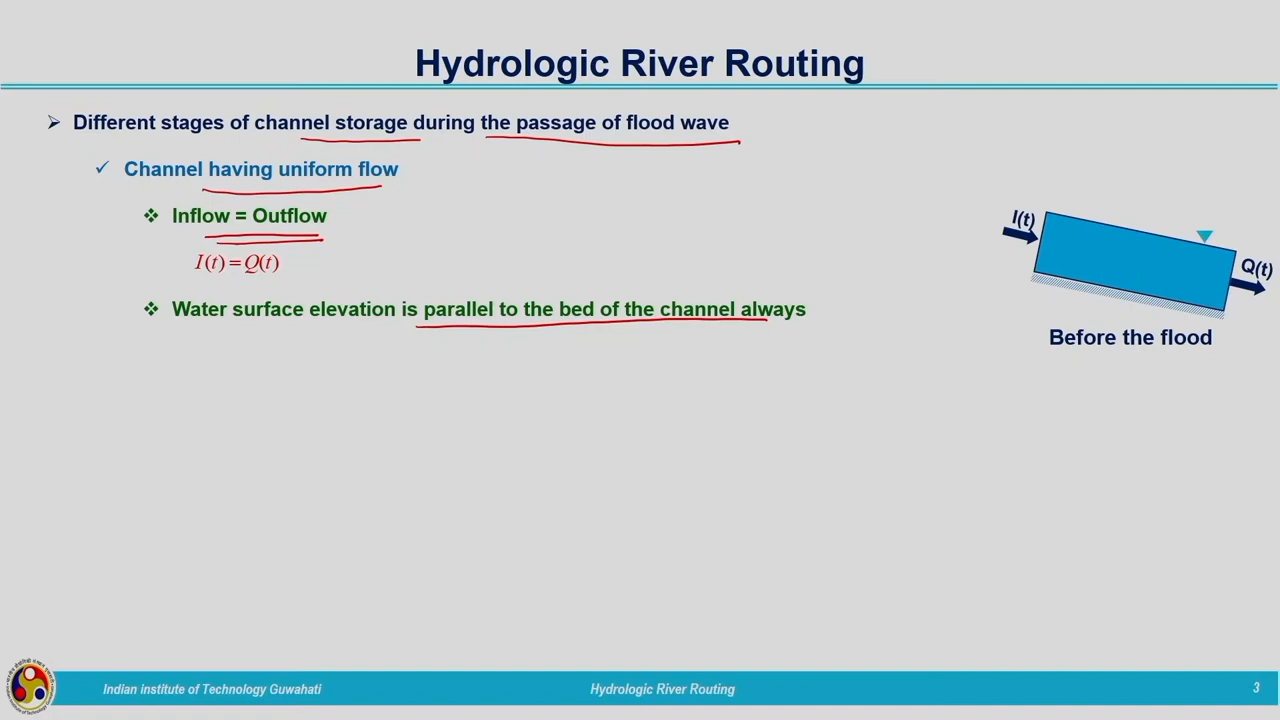 Hydrologic River Routing
Different stages of channel storage during the passage of flood wave
Channel having uniform flow
Inflow = Outflow
I(t) = Q(t)
Water surface elevation is parallel to the bed of the channel always
I(t)
Q(t)
Before the flood
Indian institute of Technology Guwahati
Hydrologic River Routing
3